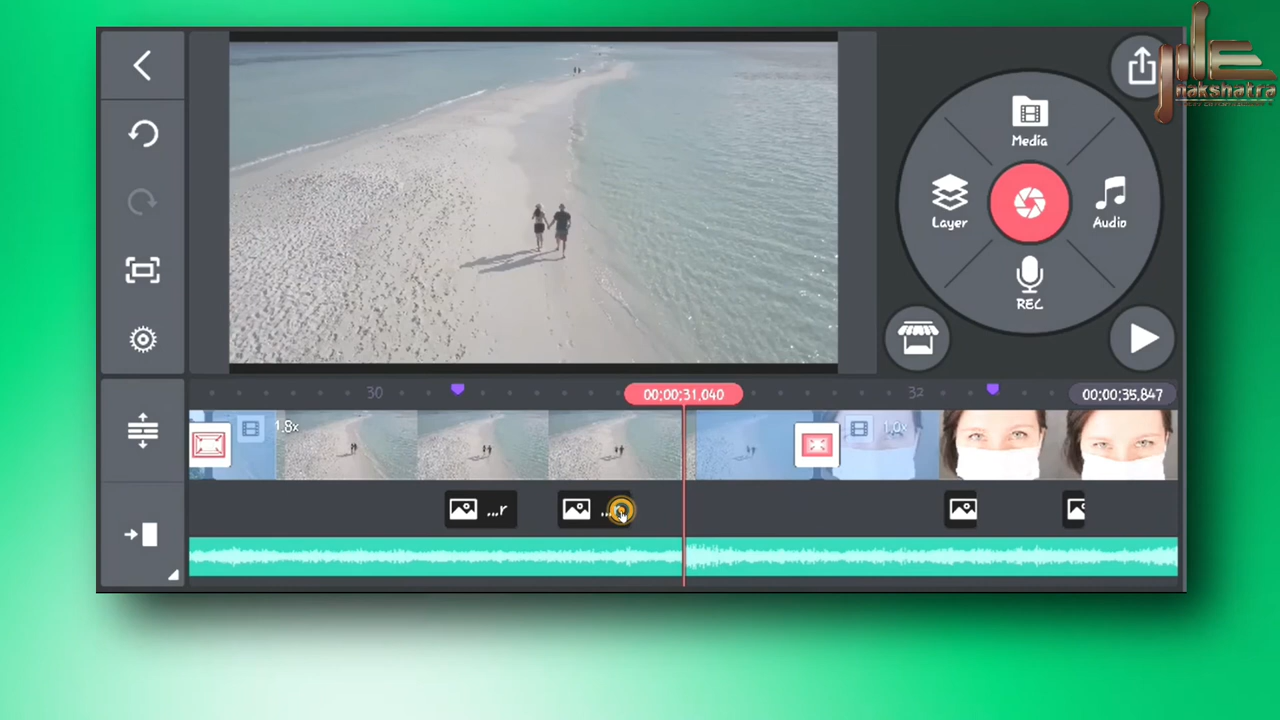 Media
Layer
Audio
REC
nakshatra
30
00:00:31,040
32
00:00:35,847
1.8x
1.0x
...r